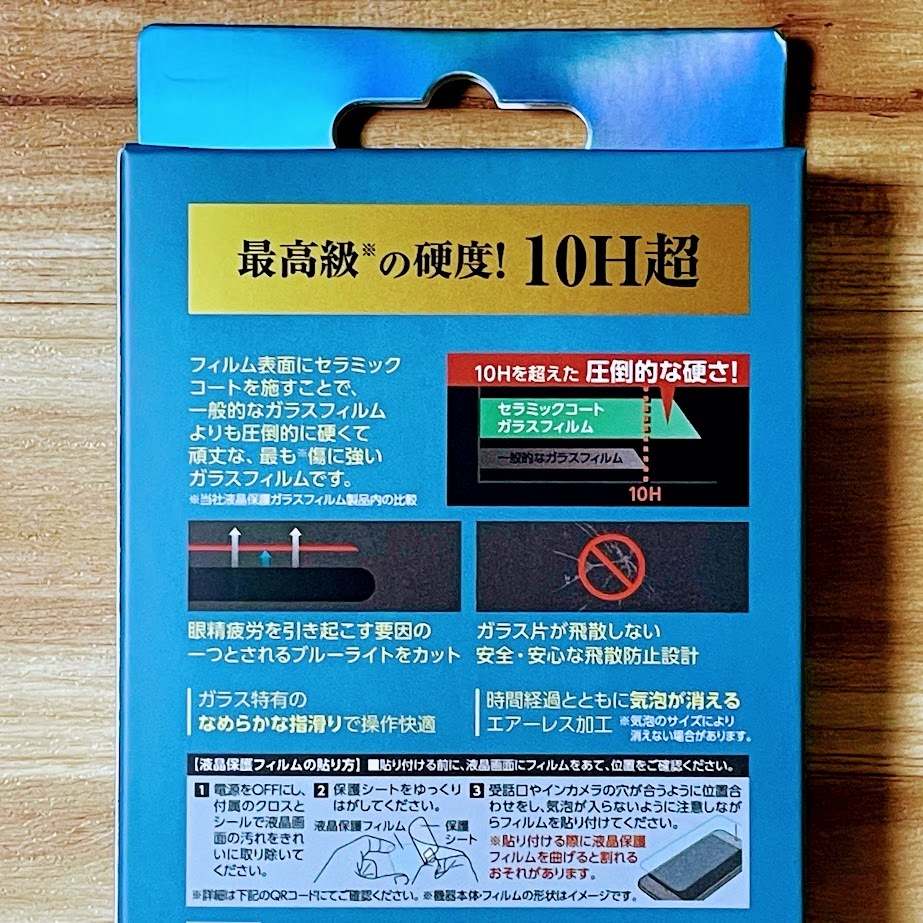 最高級※の硬度! 10H超
フィルム表面にセラミック
コートを施すことで、
一般的なガラスフィルム
よりも圧倒的に硬くて
頑丈な、最も※傷に強い
ガラスフィルムです。
※当社液晶保護ガラスフィルム製品内の比較
10Hを超えた 圧倒的な硬さ!
セラミックコート
ガラスフィルム
一般的なガラスフィルム
10H
眼精疲労を引き起こす要因の
一つとされるブルーライトをカット
ガラス片が飛散しない
安全・安心な飛散防止設計
ガラス特有の
なめらかな指滑りで操作快適
時間経過とともに気泡が消える
エアーレス加工 ※気泡のサイズにより
消えない場合があります。
【液晶保護フィルムの貼り方】 ■貼り付ける前に、液晶画面にフィルムをあて、位置をご確認ください。
1 電源をOFFにし、
付属のクロスと
シールで液晶画
面の汚れをきれ
いに取り除いて
ください。
2 保護シートをゆっくり
はがしてください。
液晶保護フィルム
保護
シート
3 受話口やインカメラの穴が合うように位置合
わせをし、気泡が入らないように注意しなが
らフィルムを貼り付けてください。
※貼り付ける際に液晶保護
フィルムを曲げると割れる
おそれがあります。
※詳細は下記のQRコードにてご確認ください。※機器本体・フィルムの形状はイメージです。